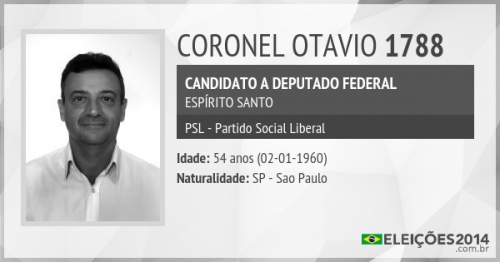 CORONEL OTAVIO 1788
CANDIDATO A DEPUTADO FEDERAL
ESPÍRITO SANTO
PSL - Partido Social Liberal
Idade: 54 anos (02-01-1960)
Naturalidade: SP - Sao Paulo
ELEIÇÕES2014
.com.br